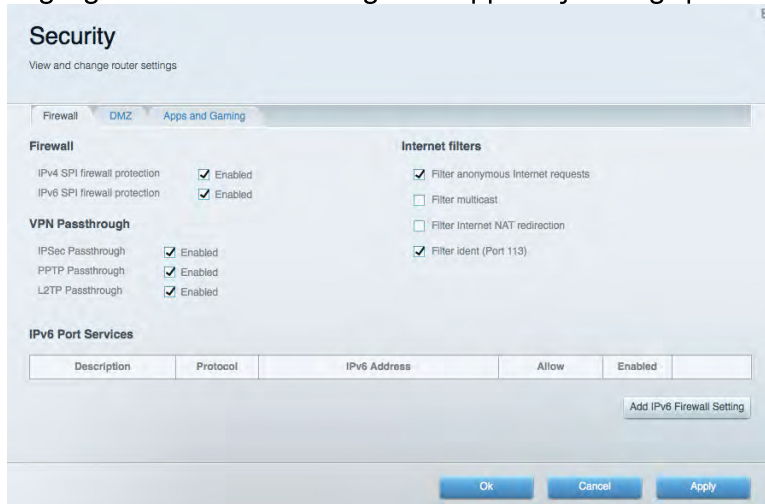 Security
View and change router settings
Firewall DMZ Apps and Gaming
Firewall
IPv4 SPI firewall protection Enabled
IPv6 SPI firewall protection Enabled
VPN Passthrough
IPSec Passthrough Enabled
PPTP Passthrough Enabled
L2TP Passthrough Enabled
Internet filters
Filter anonymous Internet requests
Filter multicast
Filter Internet NAT redirection
Filter ident (Port 113)
IPv6 Port Services
Description Protocol IPv6 Address Allow Enabled
Add IPv6 Firewall Setting
Ok Cancel Apply